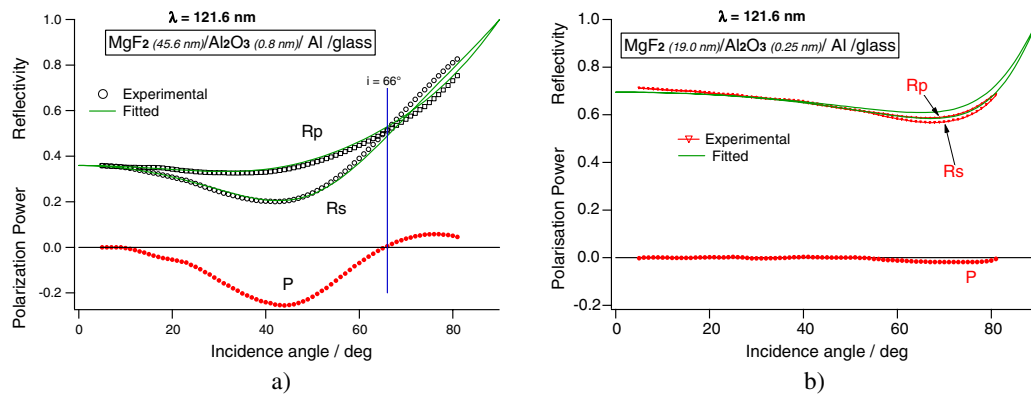 λ = 121.6 nm
MgF2 (45.6 nm)/Al2O3 (0.8 nm)/ Al /glass
1.0
0.8
0.6
0.4
0.2
0.0
-0.2
Reflectivity
Polarization Power
i = 66°
Experimental
Fitted
Rp
Rs
P
0
20
40
60
80
Incidence angle / deg
a)
λ = 121.6 nm
MgF2 (19.0 nm)/Al2O3 (0.25 nm)/ Al /glass
1.0
0.8
0.6
0.4
0.2
0.0
-0.2
Reflectivity
Polarisation Power
Rp
Experimental
Fitted
Rs
P
0
20
40
60
80
Incidence angle / deg
b)